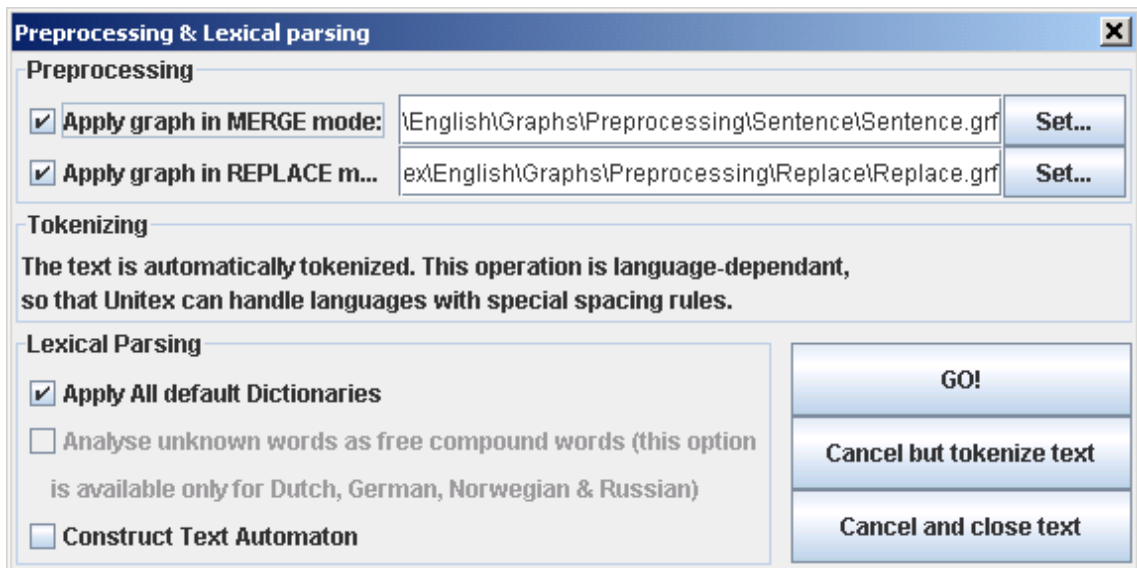 Preprocessing & Lexical parsing
Preprocessing
Apply graph in MERGE mode: \English\Graphs\Preprocessing\Sentence\Sentence.grf Set...
Apply graph in REPLACE m... ex\English\Graphs\Preprocessing\Replace\Replace.grf Set...
Tokenizing
The text is automatically tokenized. This operation is language-dependant,
so that Unitex can handle languages with special spacing rules.
Lexical Parsing
Apply All default Dictionaries
Analyse unknown words as free compound words (this option
is available only for Dutch, German, Norwegian & Russian)
Construct Text Automaton
GO!
Cancel but tokenize text
Cancel and close text